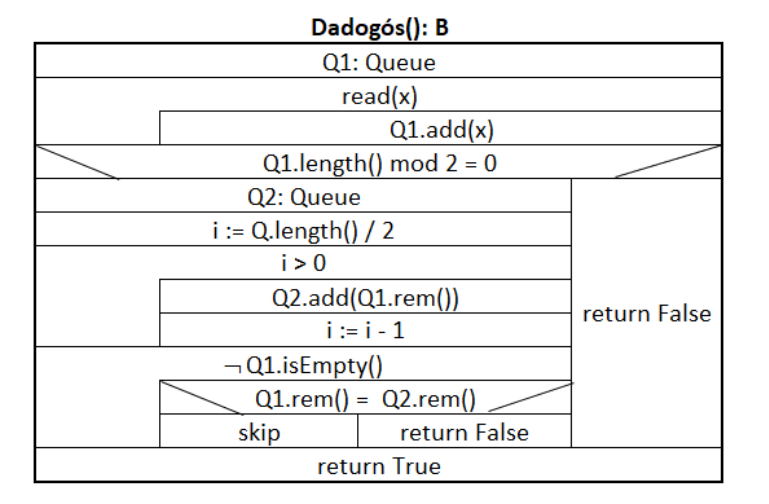 Dadogós(): B
Q1: Queue
read(x)
Q1.add(x)
Q1.length() mod 2 = 0
Q2: Queue
i := Q.length() / 2
i > 0
Q2.add(Q1.rem())
i := i - 1
return False
¬ Q1.isEmpty()
Q1.rem() = Q2.rem()
skip
return False
return True